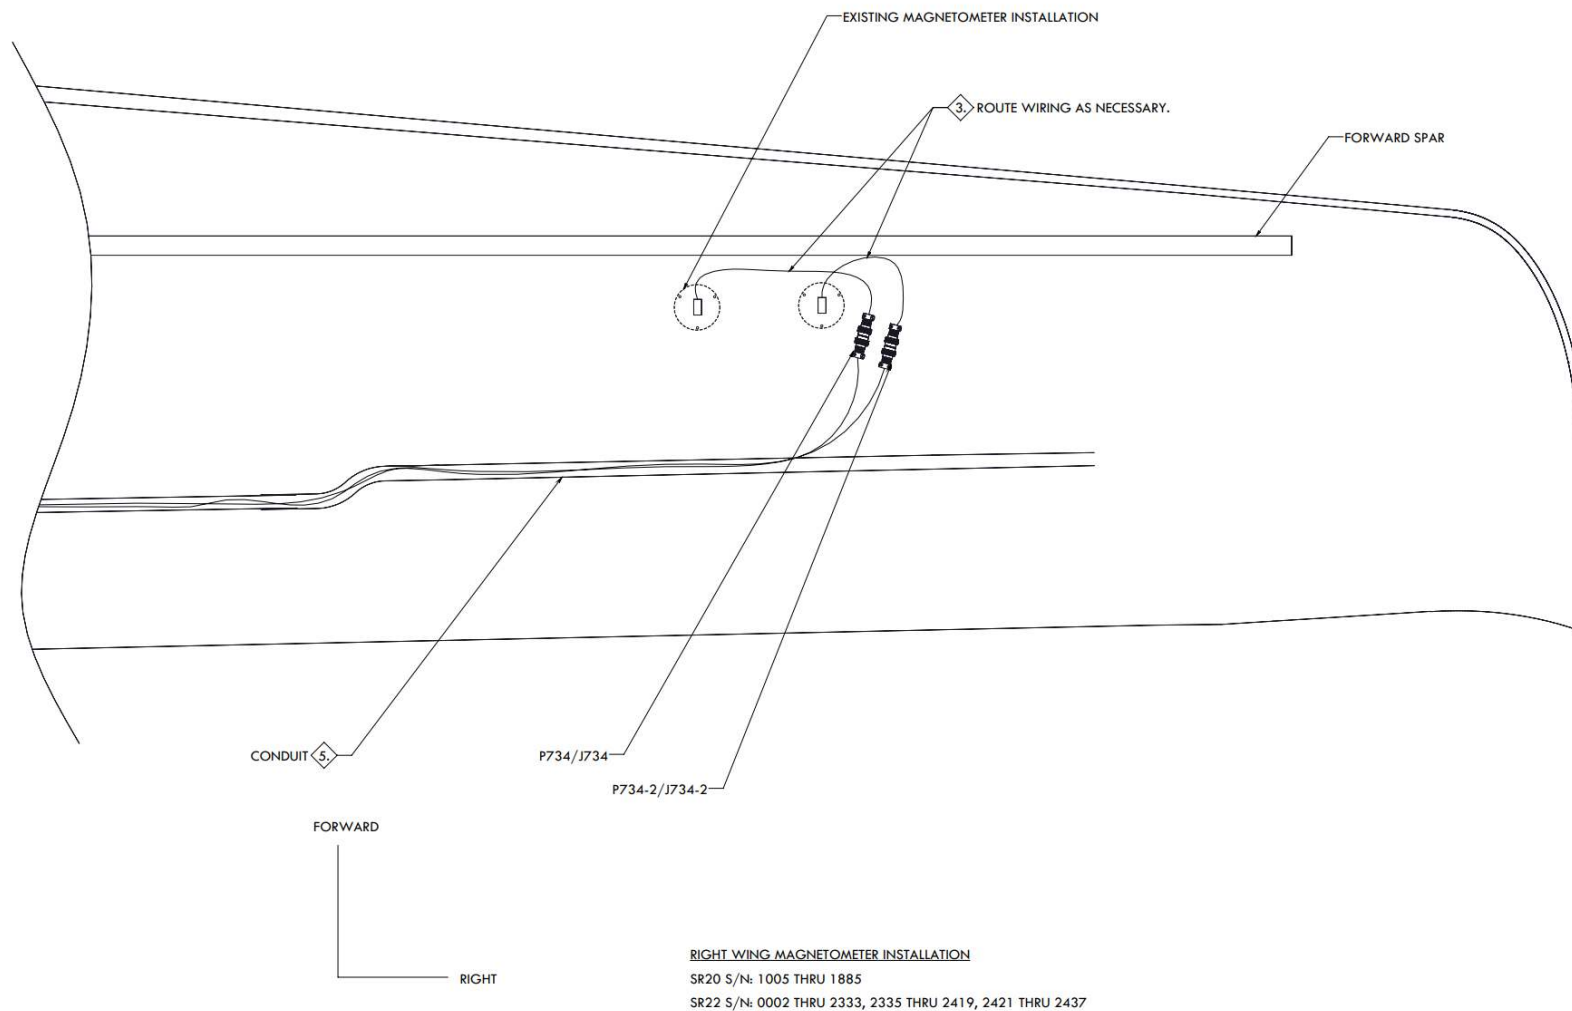 EXISTING MAGNETOMETER INSTALLATION
3. ROUTE WIRING AS NECESSARY.
FORWARD SPAR
CONDUIT 5.
P734/J734
P734-2/J734-2
FORWARD
RIGHT
RIGHT WING MAGNETOMETER INSTALLATION
SR20 S/N: 1005 THRU 1885
SR22 S/N: 0002 THRU 2333, 2335 THRU 2419, 2421 THRU 2437